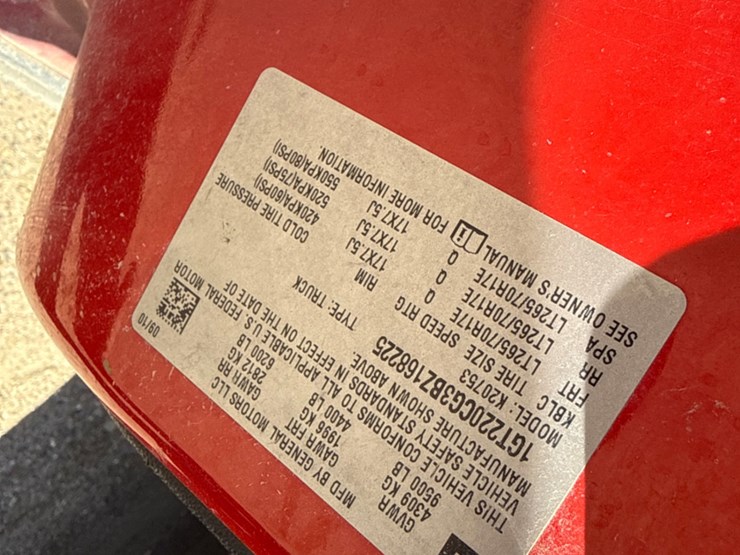 MFD BY GENERAL MOTORS LLC 09/10
GVWR GAWR FRT GAWR RR
4309 KG 1996 KG 2812 KG
9500 LB 4400 LB 6200 LB
THIS VEHICLE CONFORMS TO ALL APPLICABLE U.S. FEDERAL MOTOR
VEHICLE SAFETY STANDARDS IN EFFECT ON THE DATE OF
MANUFACTURE SHOWN ABOVE.
1GT220CG3BZ168225 TYPE: TRUCK
MODEL: K20753
KBLC TIRE SIZE SPEED RTG RIM COLD TIRE PRESSURE
FRT LT265/70R17E Q 17X7.5J 420KPA(60PSI)
RR LT265/70R17E Q 17X7.5J 520KPA(75PSI)
SPA LT265/70R17E Q 17X7.5J 550KPA(80PSI)
SEE OWNER'S MANUAL FOR MORE INFORMATION.